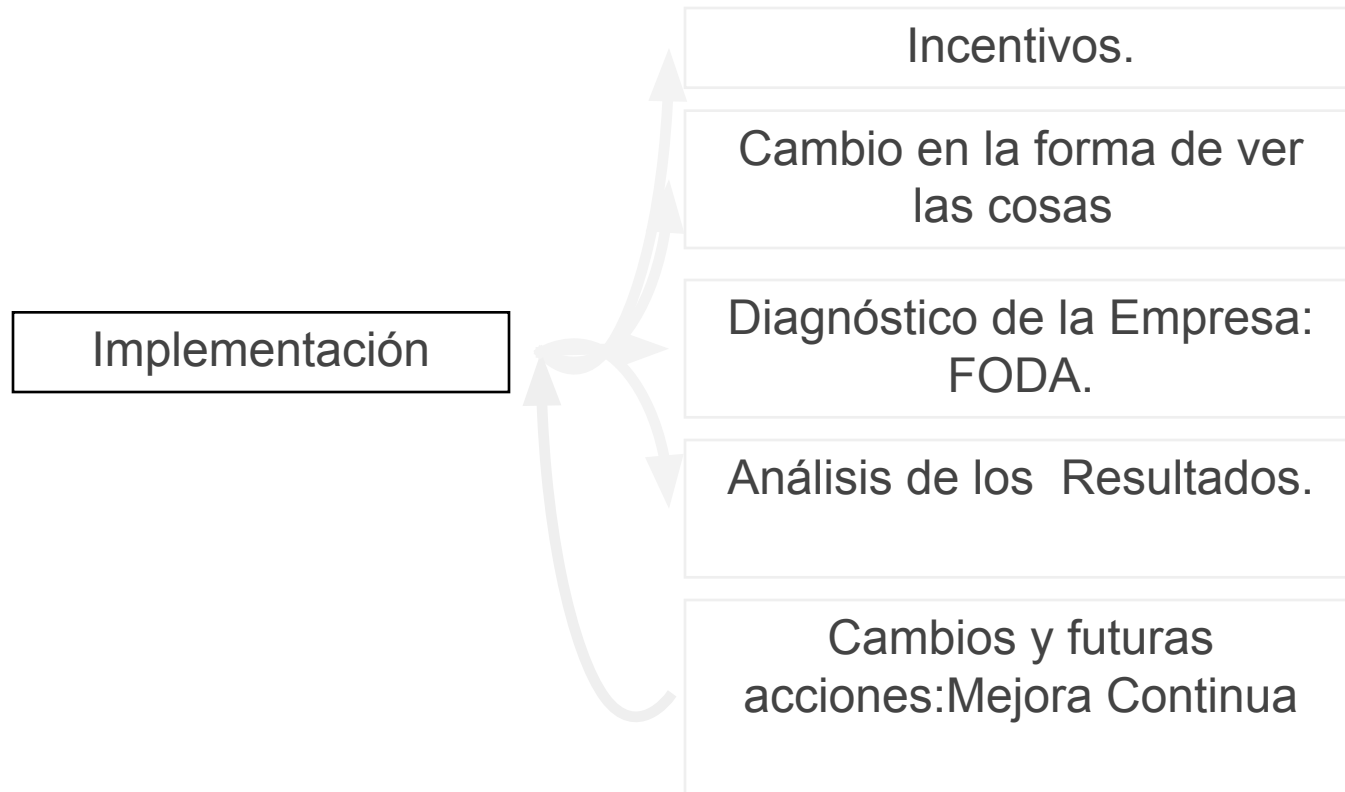 Incentivos.
Cambio en la forma de ver
las cosas
Implementación
Diagnóstico de la Empresa:
FODA.
Análisis de los  Resultados.
Cambios y futuras
acciones:Mejora Continua